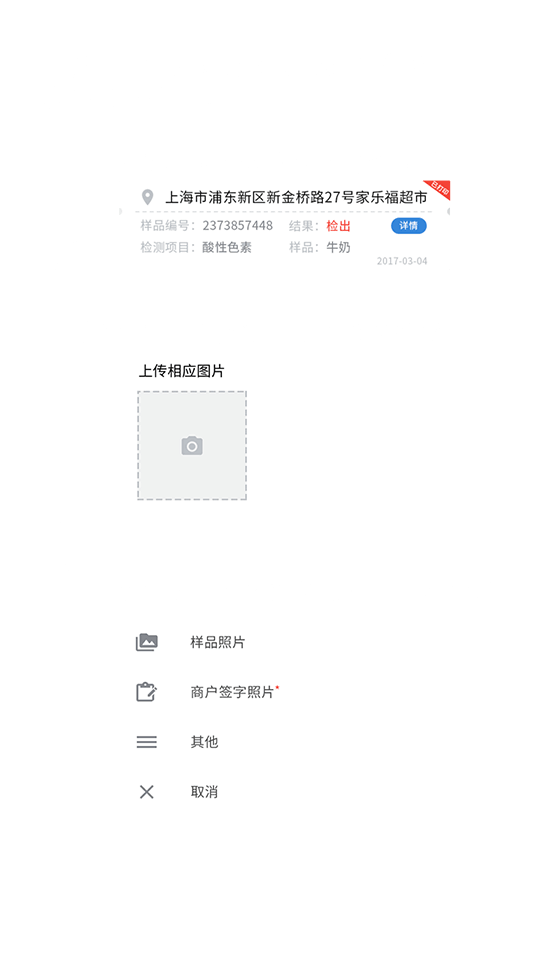 上海市浦东新区新金桥路27号家乐福超市
已打印
样品编号：2373857448 结果：检出 详情
检测项目：酸性色素 样品：牛奶
2017-03-04
上传相应图片
样品照片
商户签字照片*
其他
取消